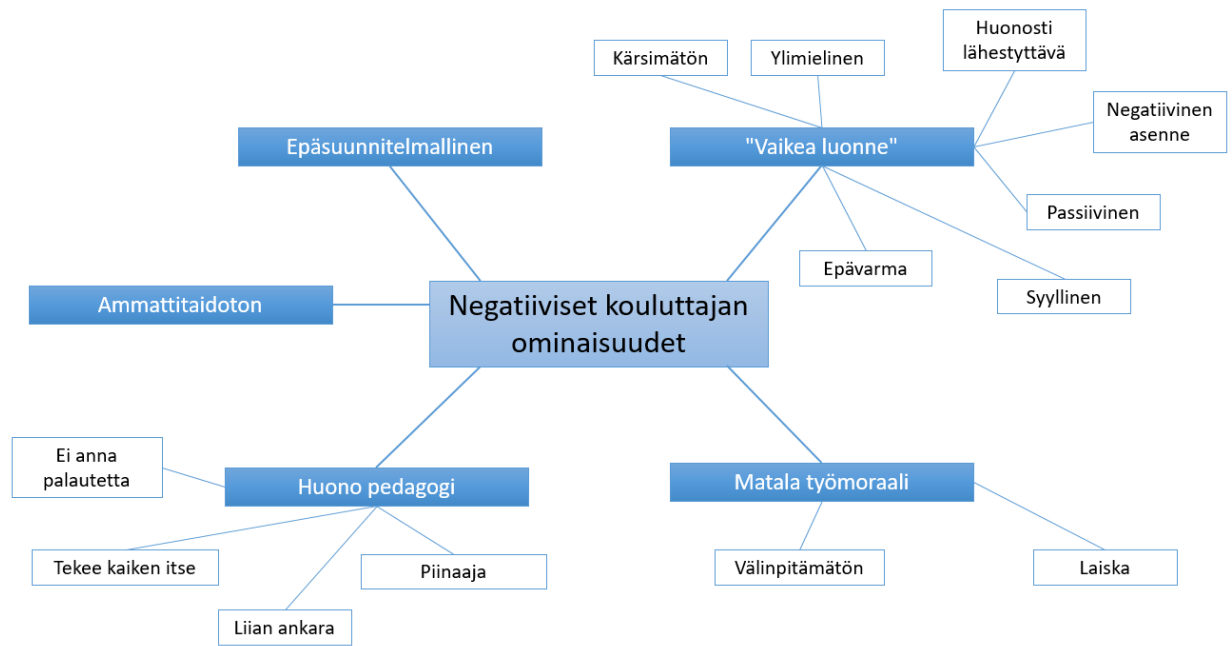 Huonosti
lähestyttävä
Kärsimätön
Ylimielinen
Negatiivinen
asenne
Epäsuunnitelmallinen
"Vaikea luonne"
Passiivinen
Epävarma
Syyllinen
Ammattitaidoton
Negatiiviset kouluttajan
ominaisuudet
Ei anna
palautetta
Huono pedagogi
Matala työmoraali
Tekee kaiken itse
Piinaaja
Välinpitämätön
Laiska
Liian ankara